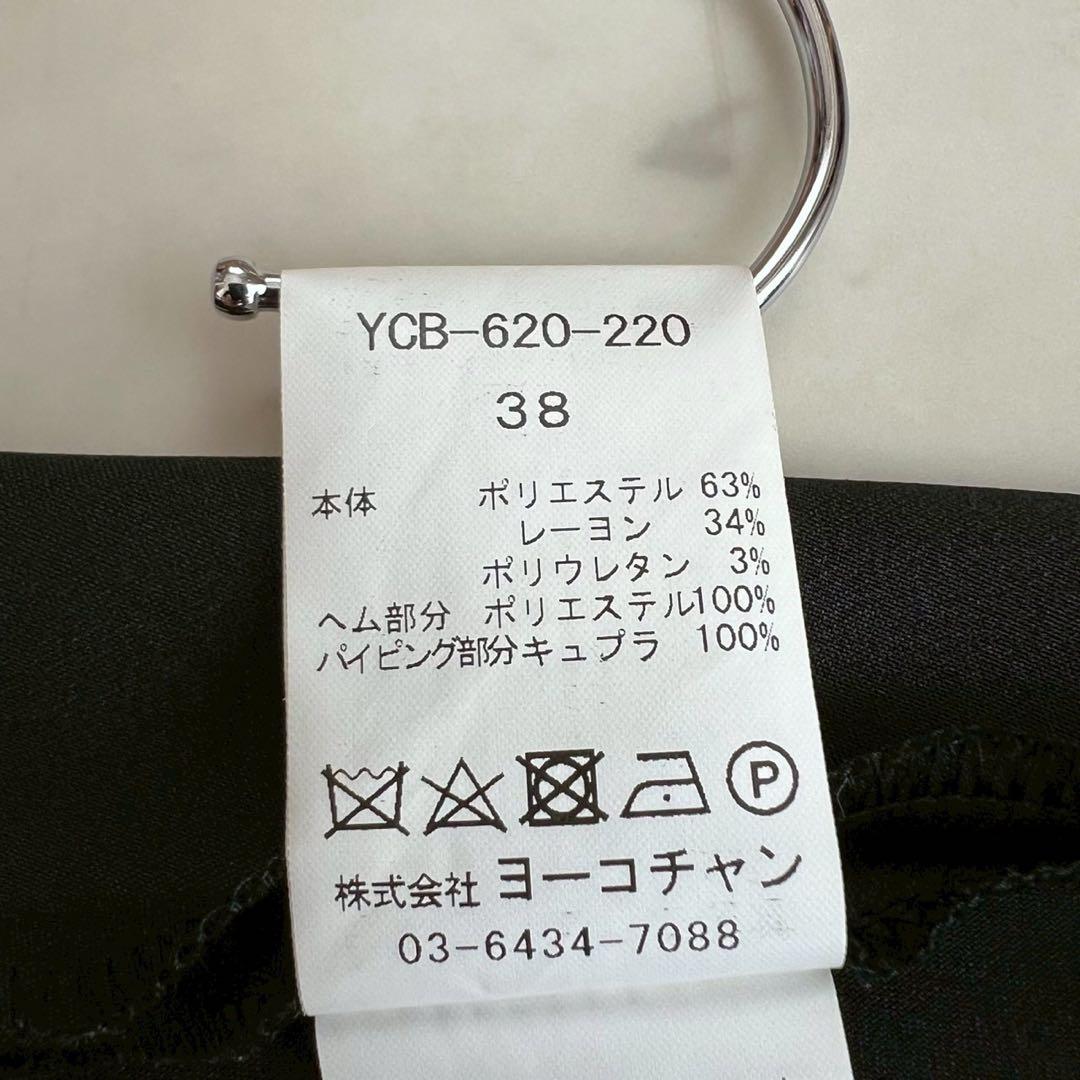 YCB-620-220
38
本体 ポリエステル 63%
レーヨン 34%
ポリウレタン 3%
ヘム部分 ポリエステル100%
パイピング部分キュプラ 100%
P
株式会社 ヨーコチャン
03-6434-7088